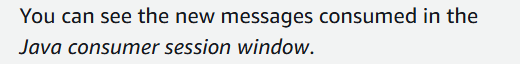 You can see the new messages consumed in the
Java consumer session window.